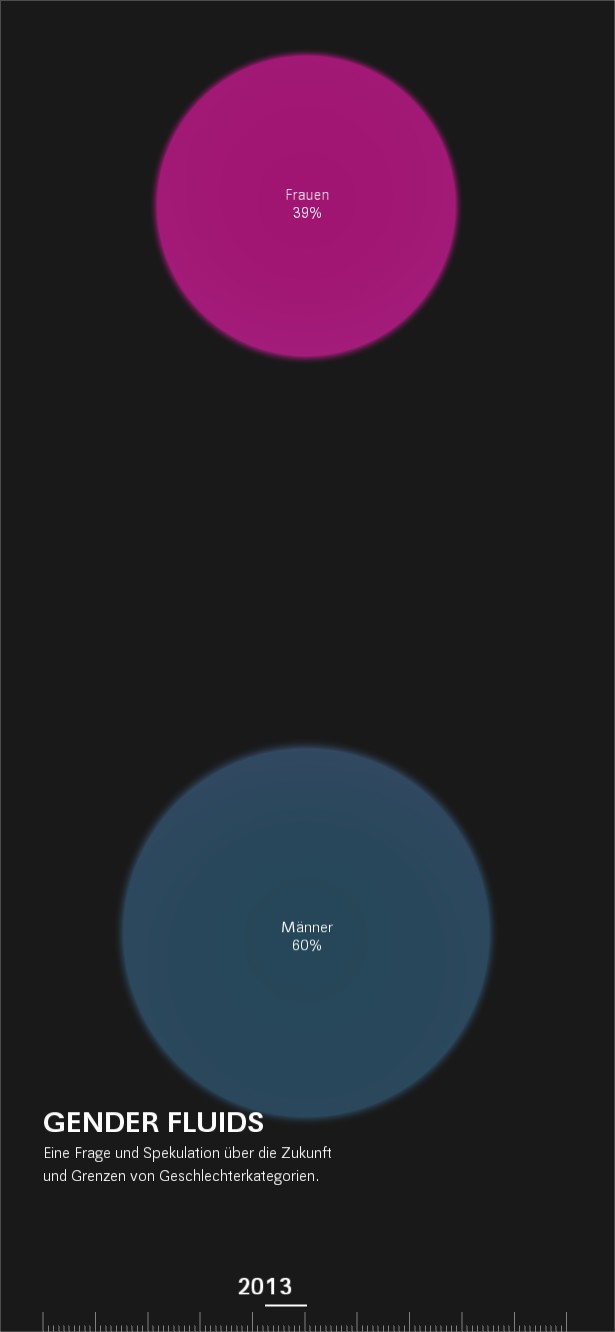 Frauen
39%
Männer
60%
GENDER FLUIDS
Eine Frage und Spekulation über die Zukunft
und Grenzen von Geschlechterkategorien.
2013